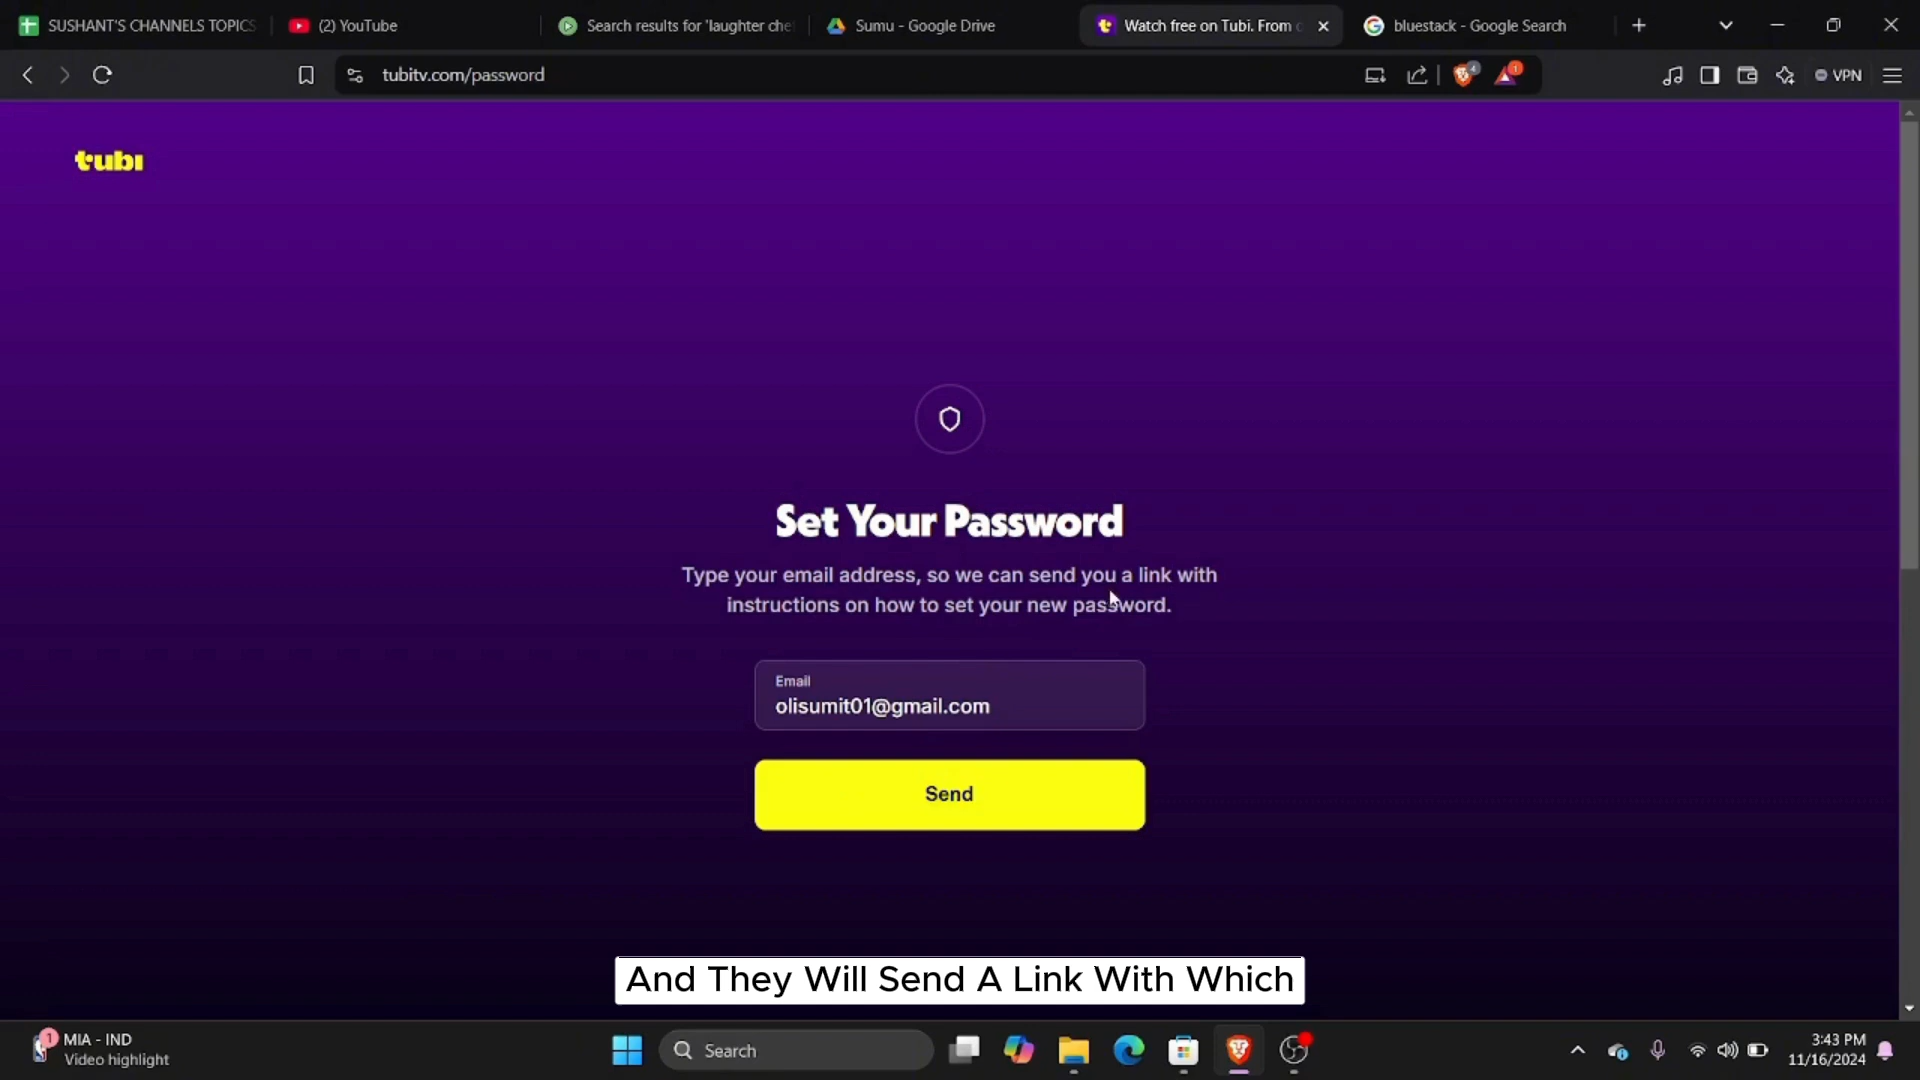 SUSHANT'S CHANNELS TOPICS
(2) YouTube
Search results for 'laughter che
Sumu - Google Drive
Watch free on Tubi. From
bluestack - Google Search
tubitv.com/password
4
1
VPN
tubi
Set Your Password
Type your email address, so we can send you a link with
instructions on how to set your new password.
Email
olisumit01@gmail.com
Send
And They Will Send A Link With Which
1
MIA - IND
Video highlight
Search
3:43 PM
11/16/2024